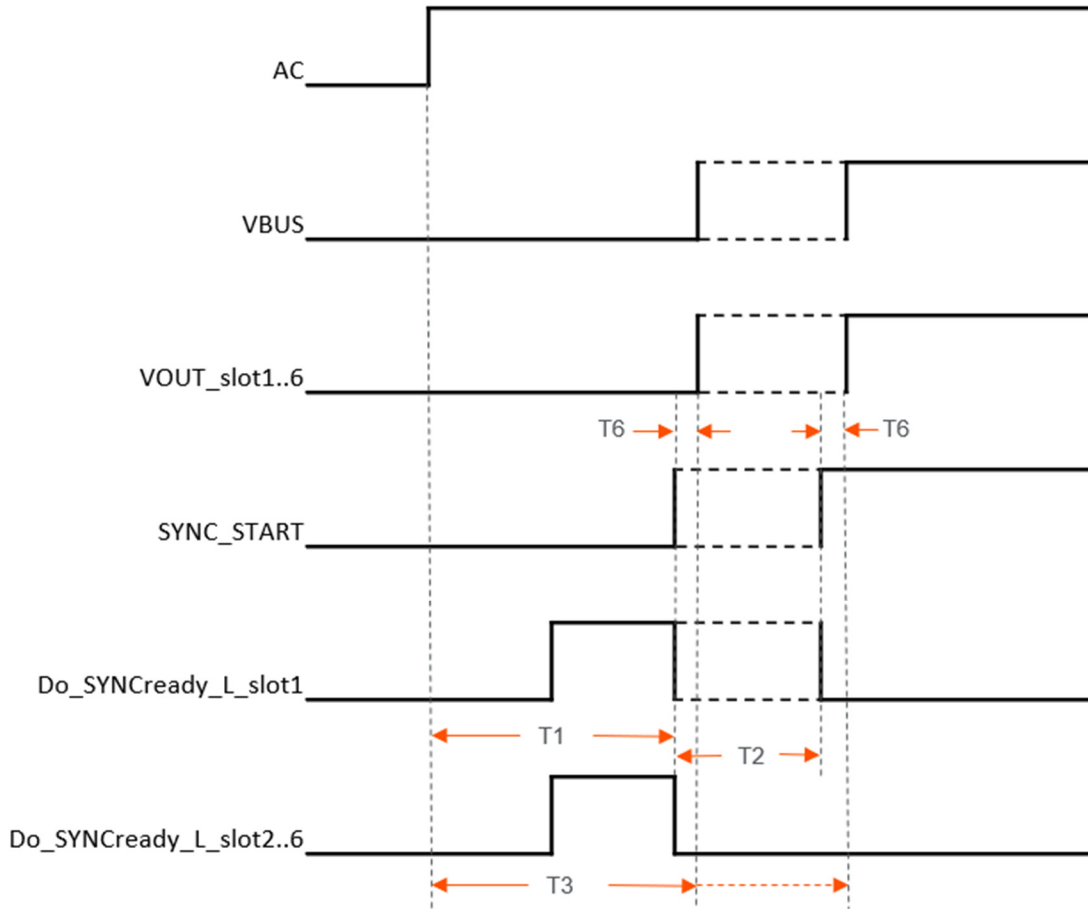 AC
VBUS
VOUT_slot1..6
T6
T6
SYNC_START
Do_SYNCready_L_slot1
T1
T2
Do_SYNCready_L_slot2..6
T3